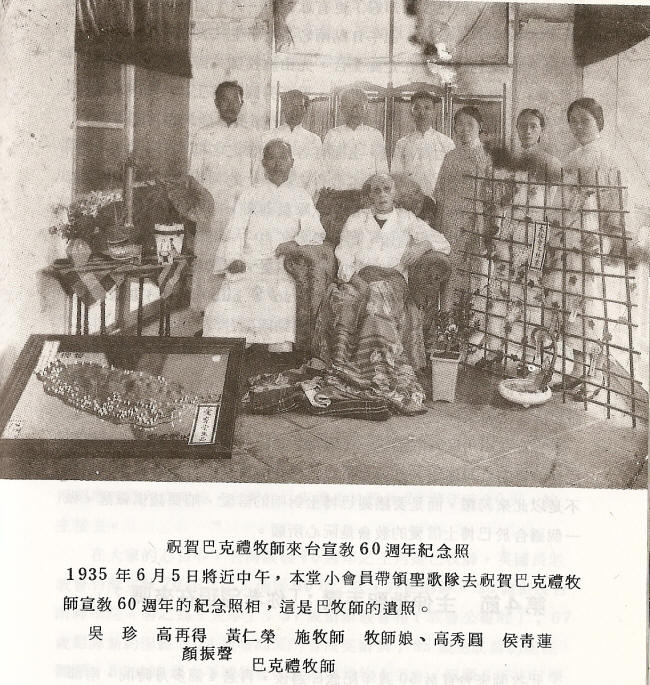 祝賀巴克禮牧師來台宣教60週年紀念照
1935年6月5日將近中午，本堂小會員帶領聖歌隊去祝賀巴克禮牧
師宣教60週年的紀念照相，這是巴牧師的遺照。
吳 珍 高再得 黃仁榮 施牧師 牧師娘、高秀圓 侯青蓮
顏振聲 巴克禮牧師